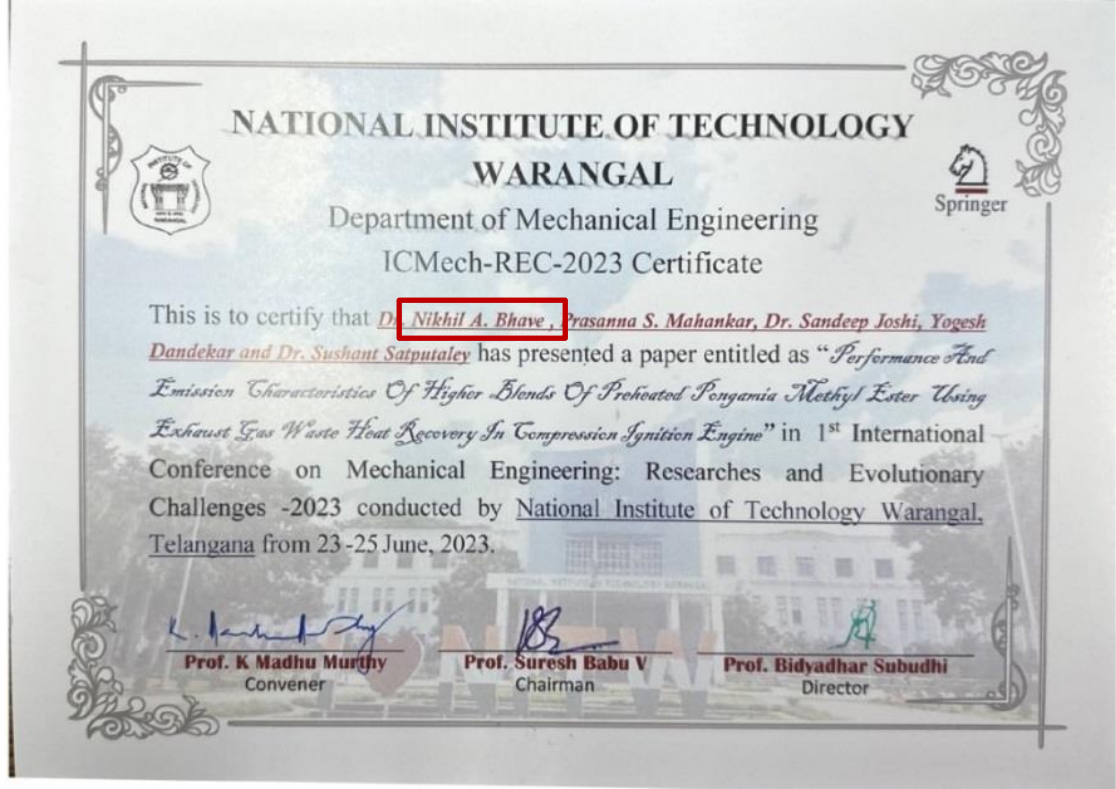 NATIONAL INSTITUTE OF TECHNOLOGY
WARANGAL
Springer
Department of Mechanical Engineering
ICMech-REC-2023 Certificate
This is to certify that Dr. Nikhil A. Bhave , Prasanna S. Mahankar, Dr. Sandeep Joshi, Yogesh
Dandekar and Dr. Sushant Satputaley has presented a paper entitled as “Performance And
Emission Characteristics Of Higher Blends Of Preheated Pongamia Methyl Ester Using
Exhaust Gas Waste Heat Recovery In Compression Ignition Engine” in 1st International
Conference on Mechanical Engineering: Researches and Evolutionary
Challenges -2023 conducted by National Institute of Technology Warangal,
Telangana from 23-25 June, 2023.
NATIONAL INSTITUTE OF TECHNOLOGY WARANGAL
Prof. K Madhu Murthy Prof. Suresh Babu V Prof. Bidyadhar Subudhi
Convener Chairman Director